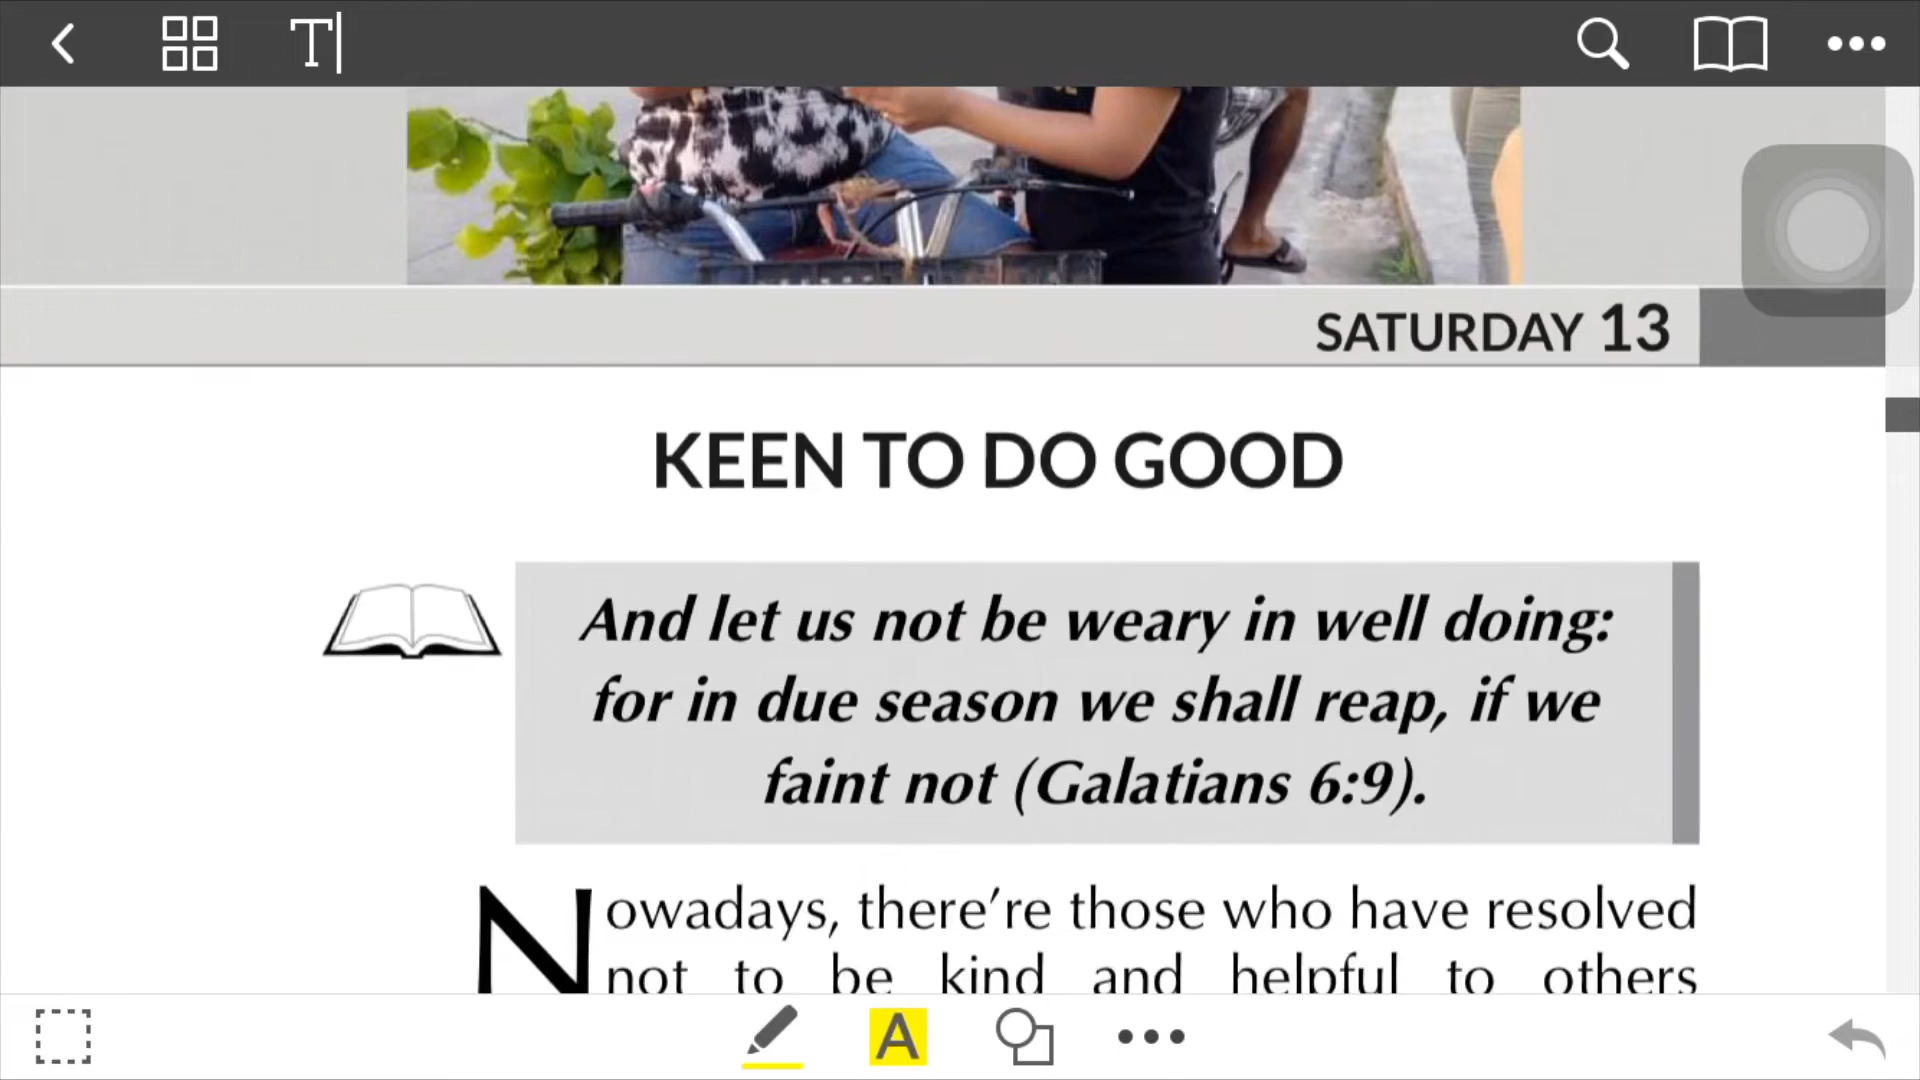 T
SATURDAY 13
KEEN TO DO GOOD
And let us not be weary in well doing:
for in due season we shall reap, if we
faint not (Galatians 6:9).
Nowadays, there're those who have resolved
not to be kind and helpful to others
A